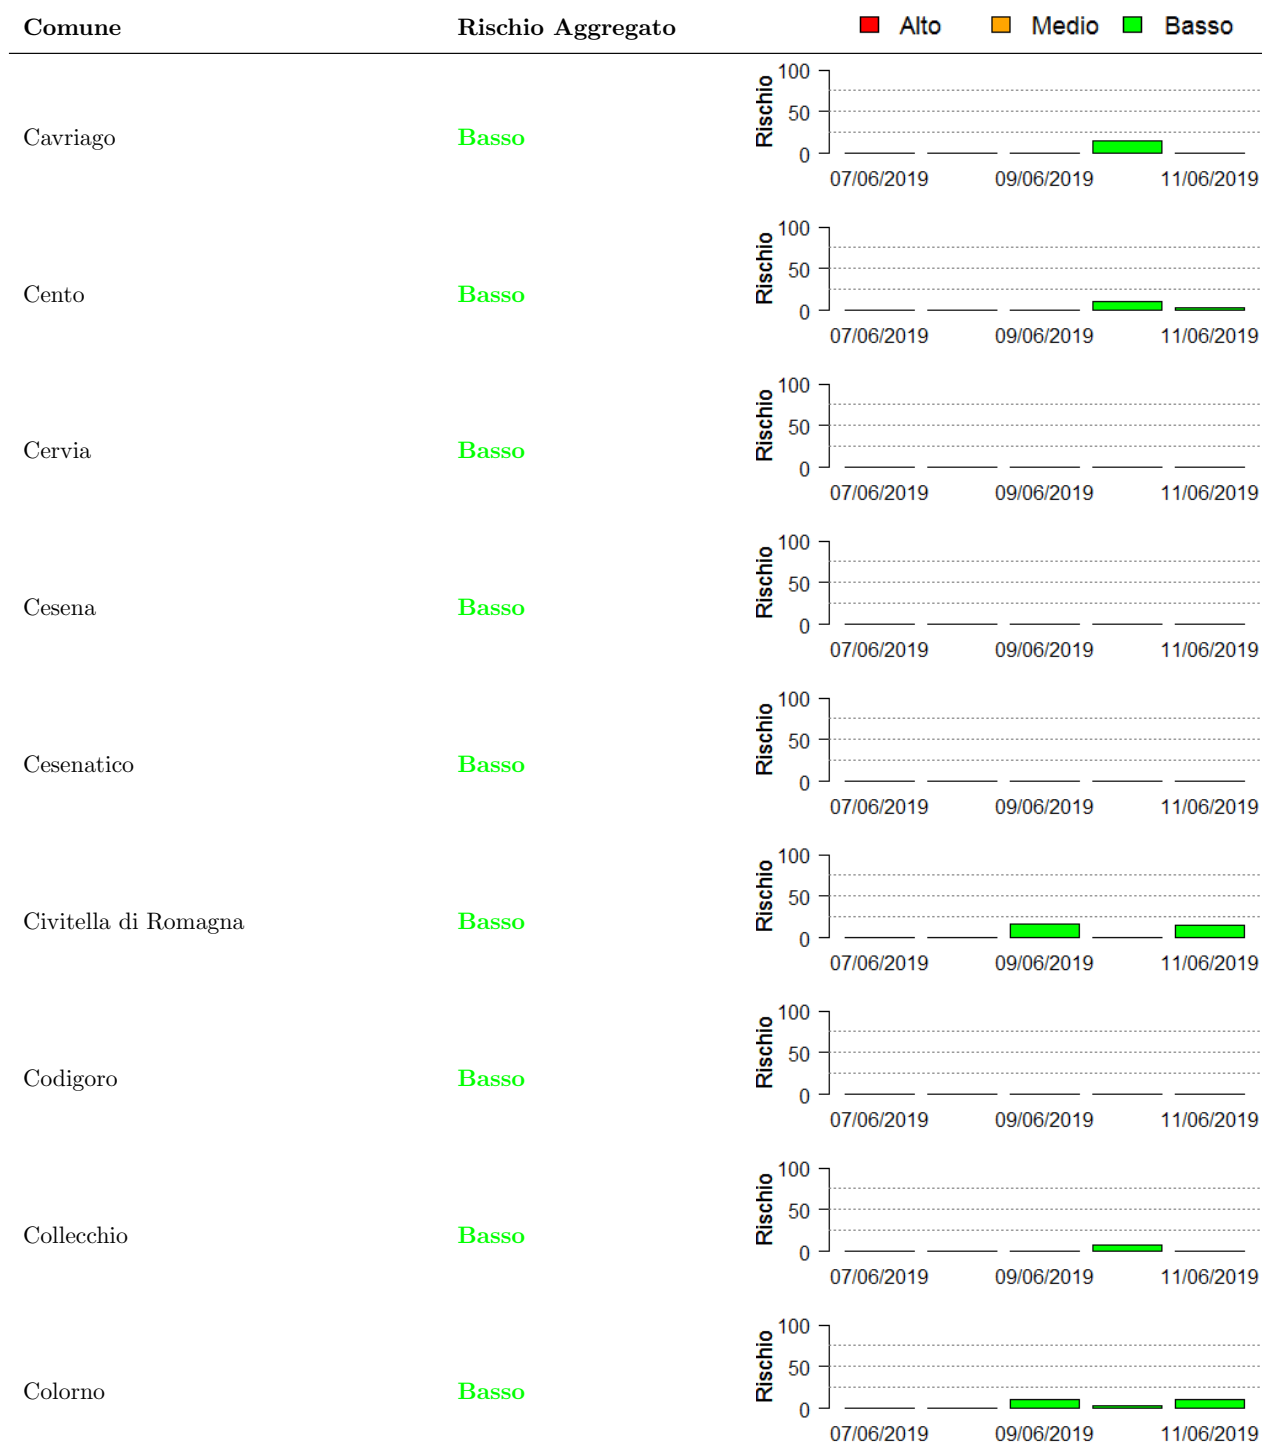 Comune Rischio Aggregato Alto Medio Basso
100
50
0
Rischio
Cavriago Basso
07/06/2019 09/06/2019 11/06/2019
100
50
0
Rischio
Cento Basso
07/06/2019 09/06/2019 11/06/2019
100
50
0
Rischio
Cervia Basso
07/06/2019 09/06/2019 11/06/2019
100
50
0
Rischio
Cesena Basso
07/06/2019 09/06/2019 11/06/2019
100
50
0
Rischio
Cesenatico Basso
07/06/2019 09/06/2019 11/06/2019
100
50
0
Rischio
Civitella di Romagna Basso
07/06/2019 09/06/2019 11/06/2019
100
50
0
Rischio
Codigoro Basso
07/06/2019 09/06/2019 11/06/2019
100
50
0
Rischio
Collecchio Basso
07/06/2019 09/06/2019 11/06/2019
100
50
0
Rischio
Colorno Basso
07/06/2019 09/06/2019 11/06/2019